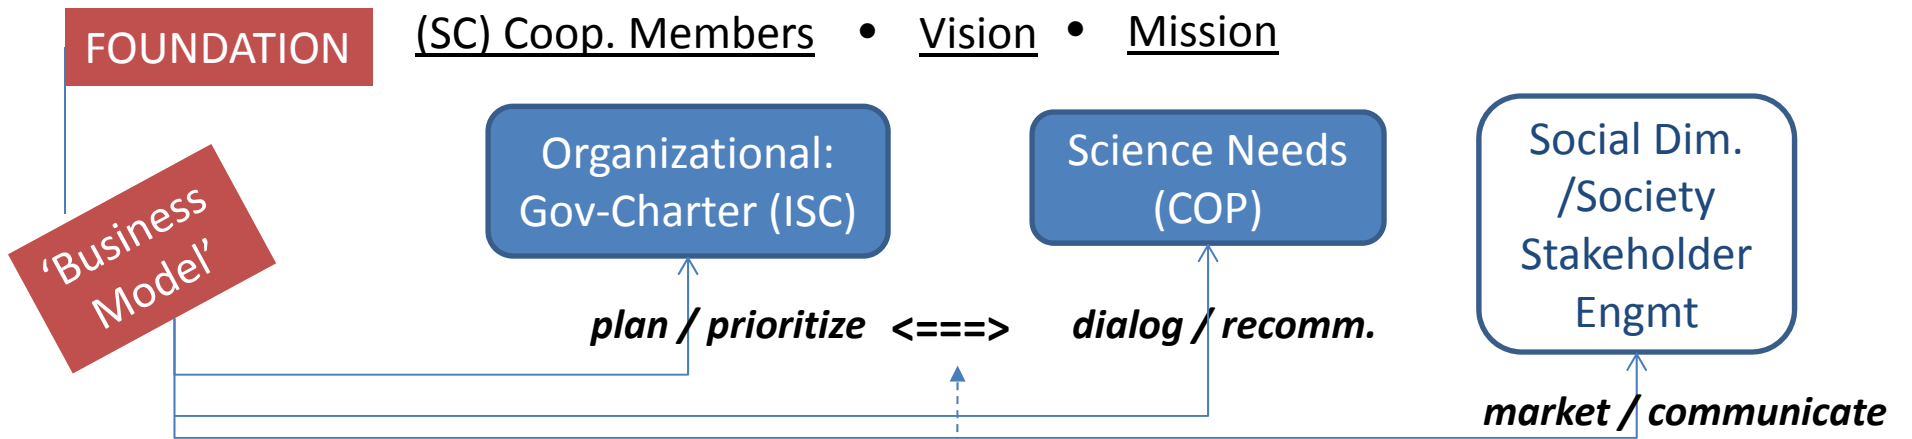 FOUNDATION
(SC) Coop. Members • Vision • Mission
‘Business
Model’
Organizational:
Gov-Charter (ISC)
Science Needs
(COP)
Social Dim.
/Society
Stakeholder
Engmt
plan / prioritize <===> dialog / recomm.
market / communicate